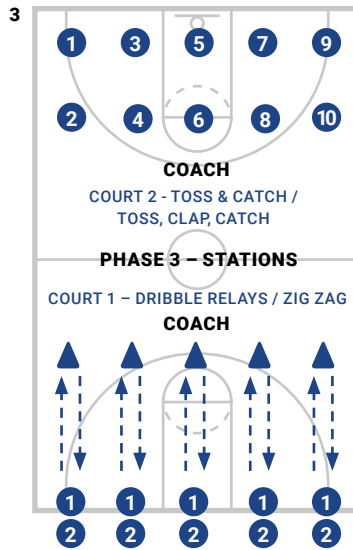 3
1 3 5 7 9
2 4 6 8 10
COACH
COURT 2 - TOSS & CATCH /
TOSS, CLAP, CATCH
PHASE 3 – STATIONS
COURT 1 – DRIBBLE RELAYS / ZIG ZAG
COACH
1 1 1 1 1
2 2 2 2 2